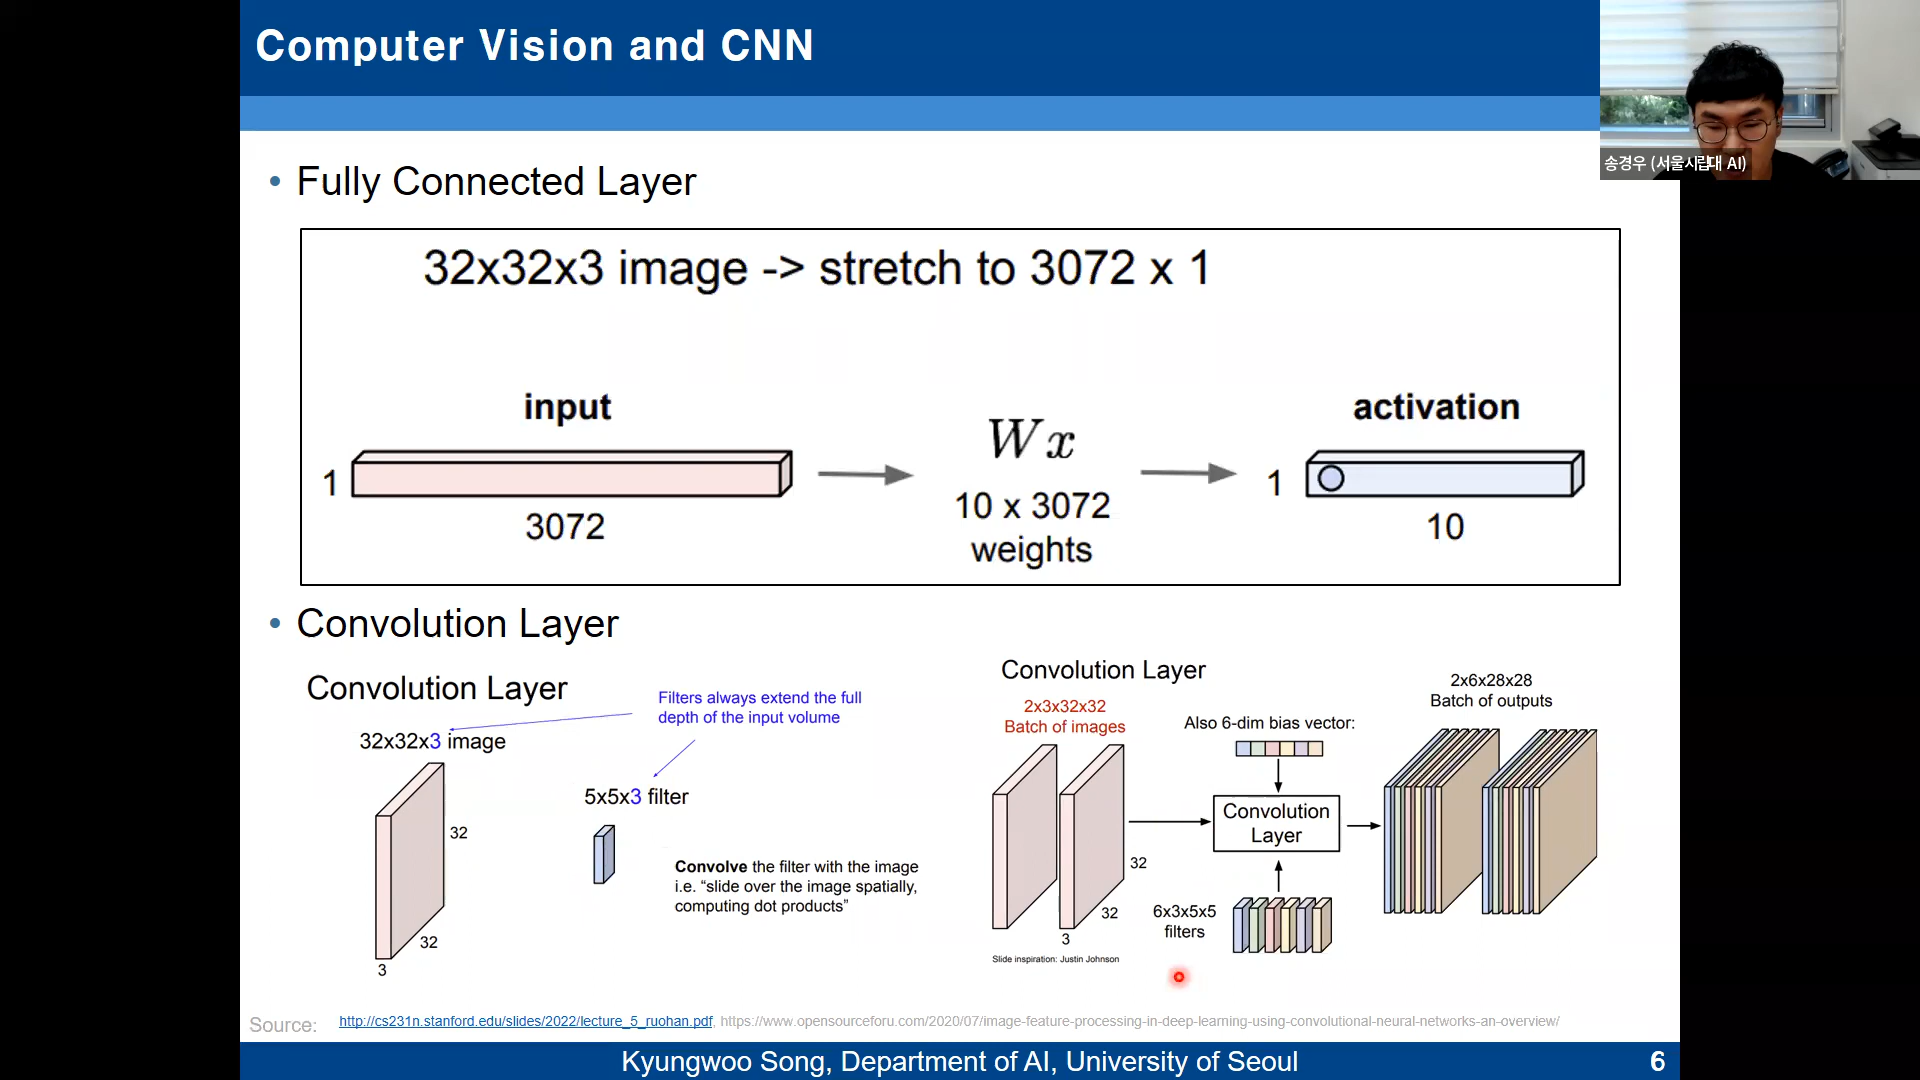 Computer Vision and CNN
송경우 (서울시립대 AI)
• Fully Connected Layer
32x32x3 image -> stretch to 3072 x 1
input
1
3072
Wx
10 x 3072
weights
activation
1
10
• Convolution Layer
Convolution Layer
Filters always extend the full
depth of the input volume
32x32x3 image
32
32
3
5x5x3 filter
Convolve the filter with the image
i.e. “slide over the image spatially,
computing dot products”
Convolution Layer
2x3x32x32
Batch of images
32
32
3
Slide inspiration: Justin Johnson
Also 6-dim bias vector:
Convolution
Layer
6x3x5x5
filters
2x6x28x28
Batch of outputs
Source: http://cs231n.stanford.edu/slides/2022/lecture_5_ruohan.pdf, https://www.opensourceforu.com/2020/07/image-feature-processing-in-deep-learning-using-convolutional-neural-networks-an-overview/
Kyungwoo Song, Department of AI, University of Seoul
6